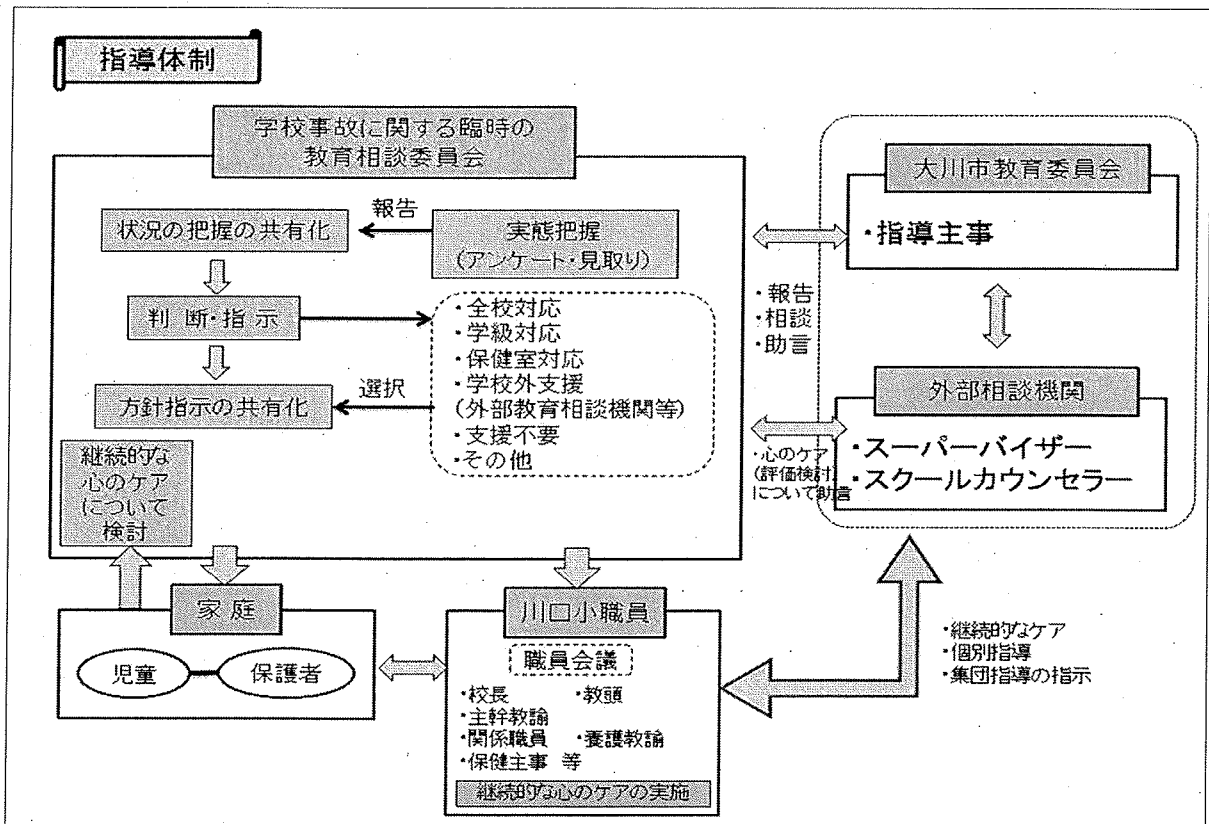 指導体制
学校事故に関する臨時の
教育相談委員会
報告
状況の把握の共有化
実態把握
(アンケート・見取り)
判断・指示
・全校対応
・学級対応
・保健室対応
・学校外支援
(外部教育相談機関等)
・支援不要
・その他
選択
方針指示の共有化
継続的な
心のケア
について
検討
大川市教育委員会
・指導主事
・報告
・相談
・助言
外部相談機関
・スーパーバイザー
・スクールカウンセラー
・心のケア
(評価検討)
について助言
家庭
児童
保護者
川口小職員
職員会議
・校長 ・教頭
・主幹教諭
・関係職員 ・養護教諭
・保健主事 等
継続的な心のケアの実施
・継続的なケア
・個別指導
・集団指導の指示